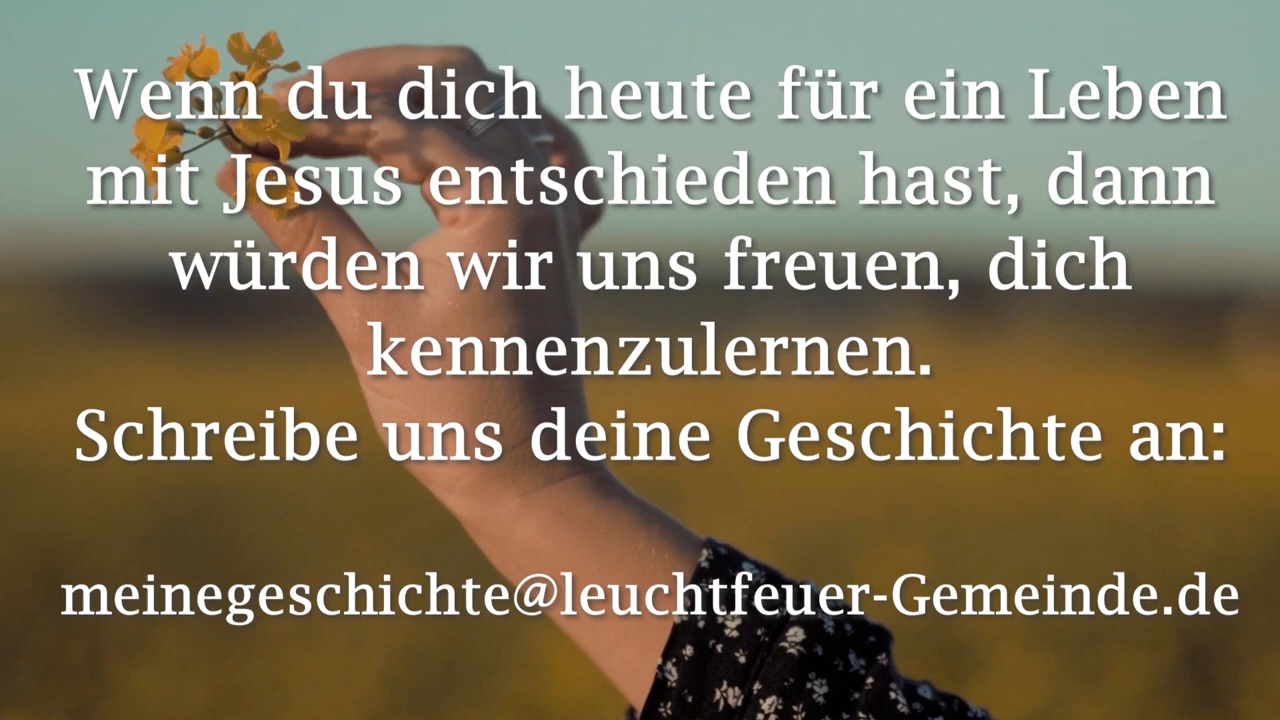 Wenn du dich heute für ein Leben
mit Jesus entschieden hast, dann
würden wir uns freuen, dich
kennenzulernen.
Schreibe uns deine Geschichte an:
meinegeschichte@leuchtfeuer-Gemeinde.de